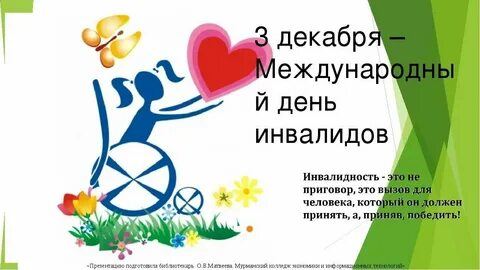 3 декабря –
Международны
й день
инвалидов
Инвалидность - это не
приговор, это вызов для
человека, который он должен
принять, а, приняв, победить!
«Презентацию подготовила библиотекарь О.В.Матвеева. Мурманский колледж экономики и информационных технологий»